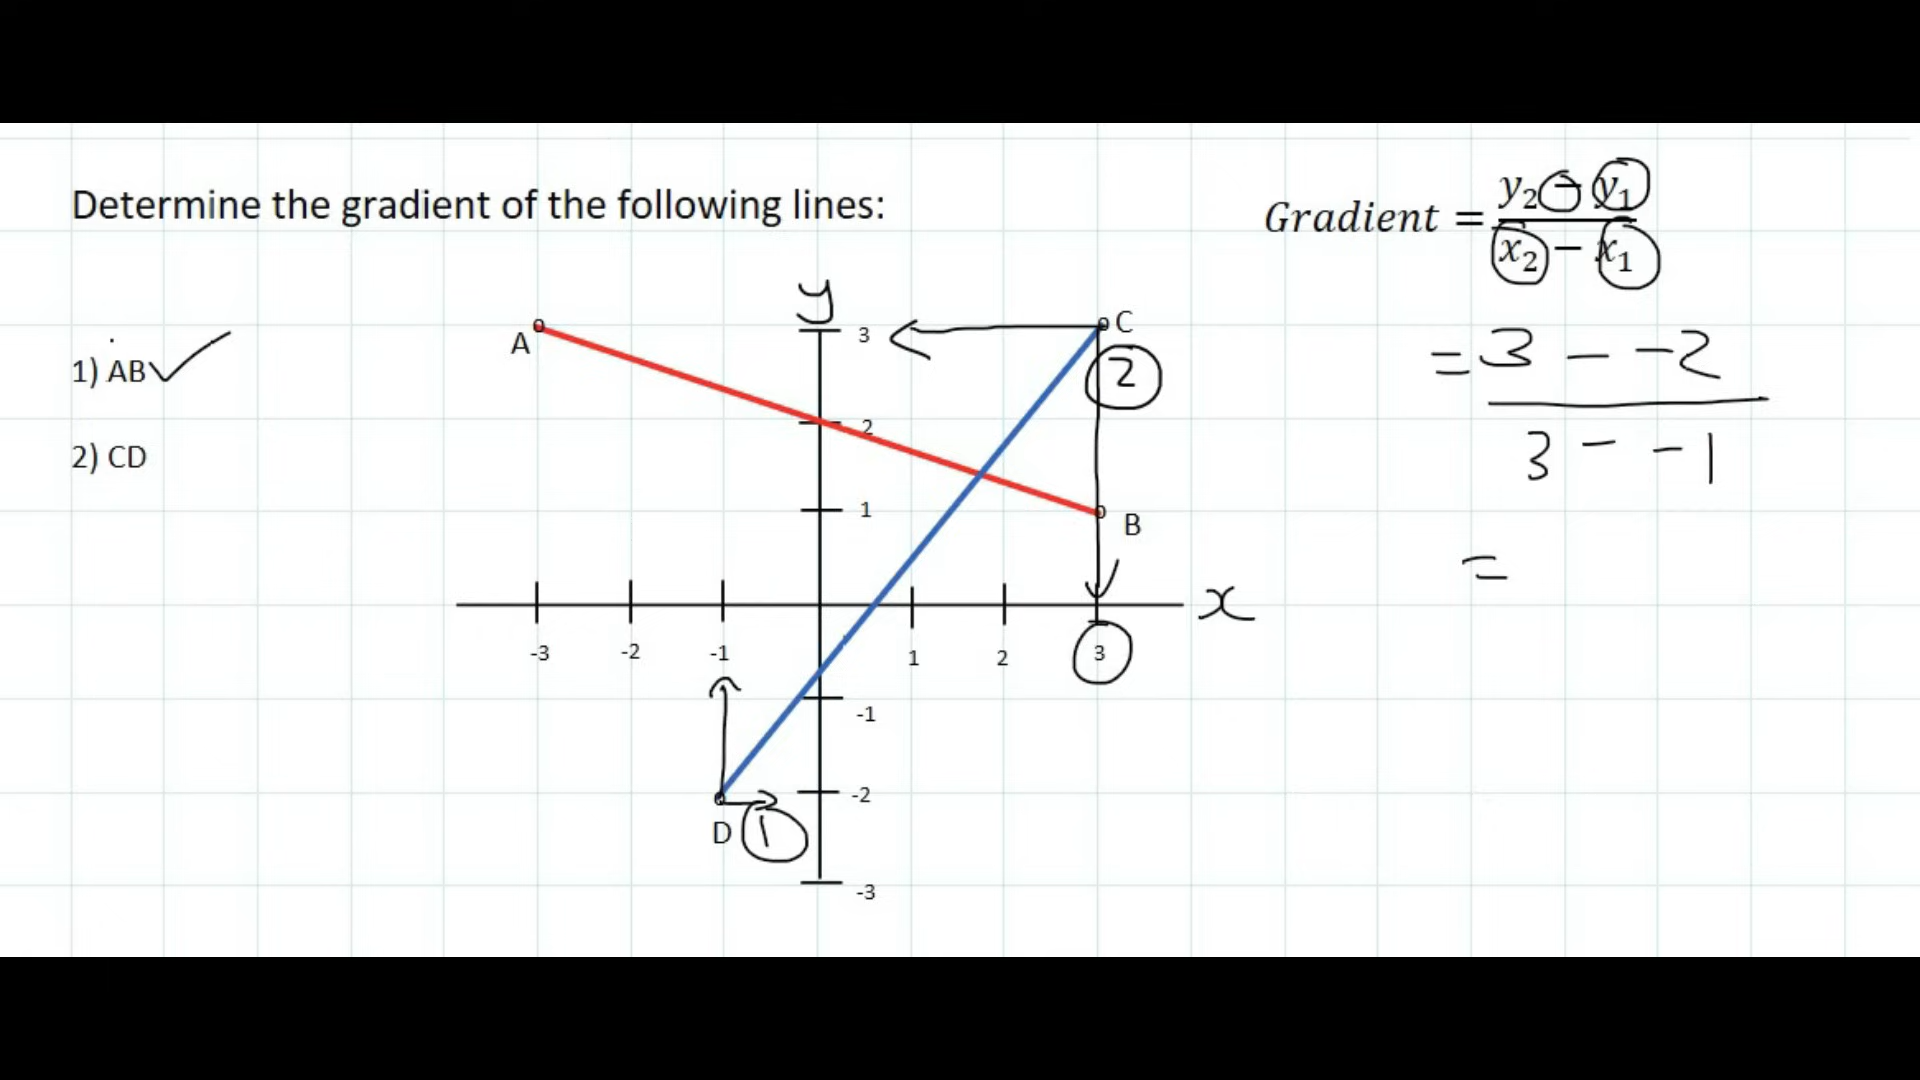 Determine the gradient of the following lines:
Gradient = y₂ − y₁
x₂ − x₁
1) AB ✓
2) CD
= 3 − −2
3 − −1
=
y
A
3
C
2
2
1
B
x
-3 -2 -1 1 2 3
-1
-2
D 1
-3